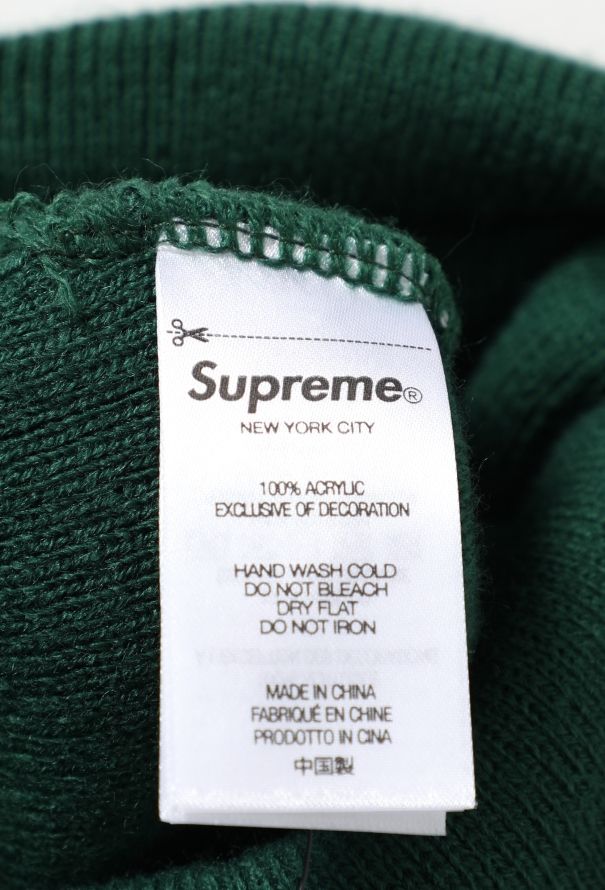 Supreme®
NEW YORK CITY
100% ACRYLIC
EXCLUSIVE OF DECORATION
HAND WASH COLD
DO NOT BLEACH
DRY FLAT
DO NOT IRON
MADE IN CHINA
FABRIQUÉ EN CHINE
PRODOTTO IN CINA
中国製